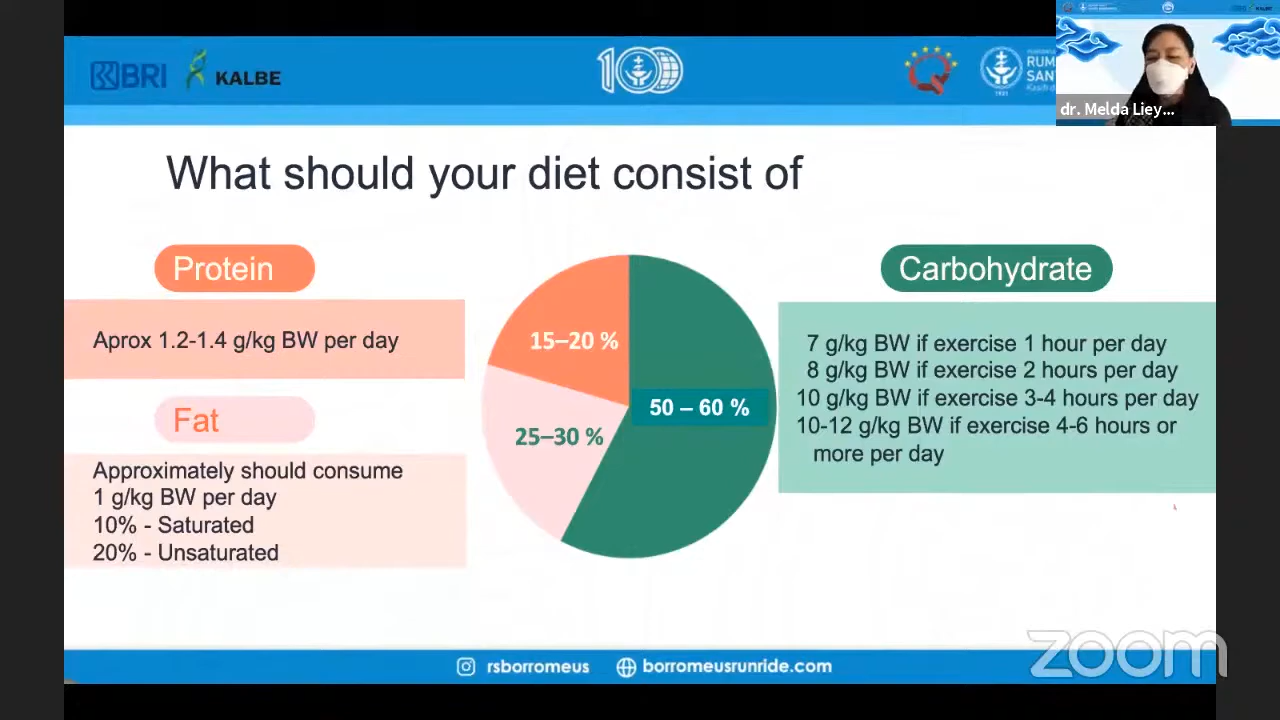 BRI
KALBE
100
RUM
SANT
1921
dr. Melda Liey...
What should your diet consist of
Protein
Aprox 1.2-1.4 g/kg BW per day
Fat
Approximately should consume
1 g/kg BW per day
10% - Saturated
20% - Unsaturated
15–20 %
25–30 %
50 – 60 %
Carbohydrate
7 g/kg BW if exercise 1 hour per day
8 g/kg BW if exercise 2 hours per day
10 g/kg BW if exercise 3-4 hours per day
10-12 g/kg BW if exercise 4-6 hours or
more per day
rsborromeus
borromeusrunride.com
zoom